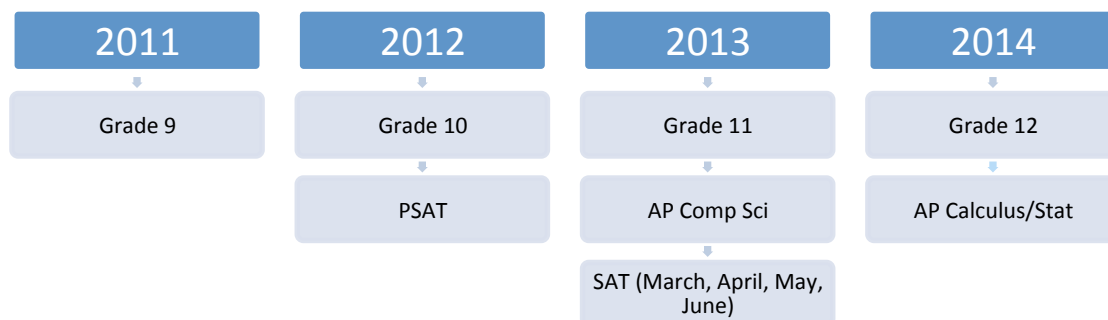 2011
Grade 9
2012
Grade 10
PSAT
2013
Grade 11
AP Comp Sci
SAT (March, April, May,
June)
2014
Grade 12
AP Calculus/Stat